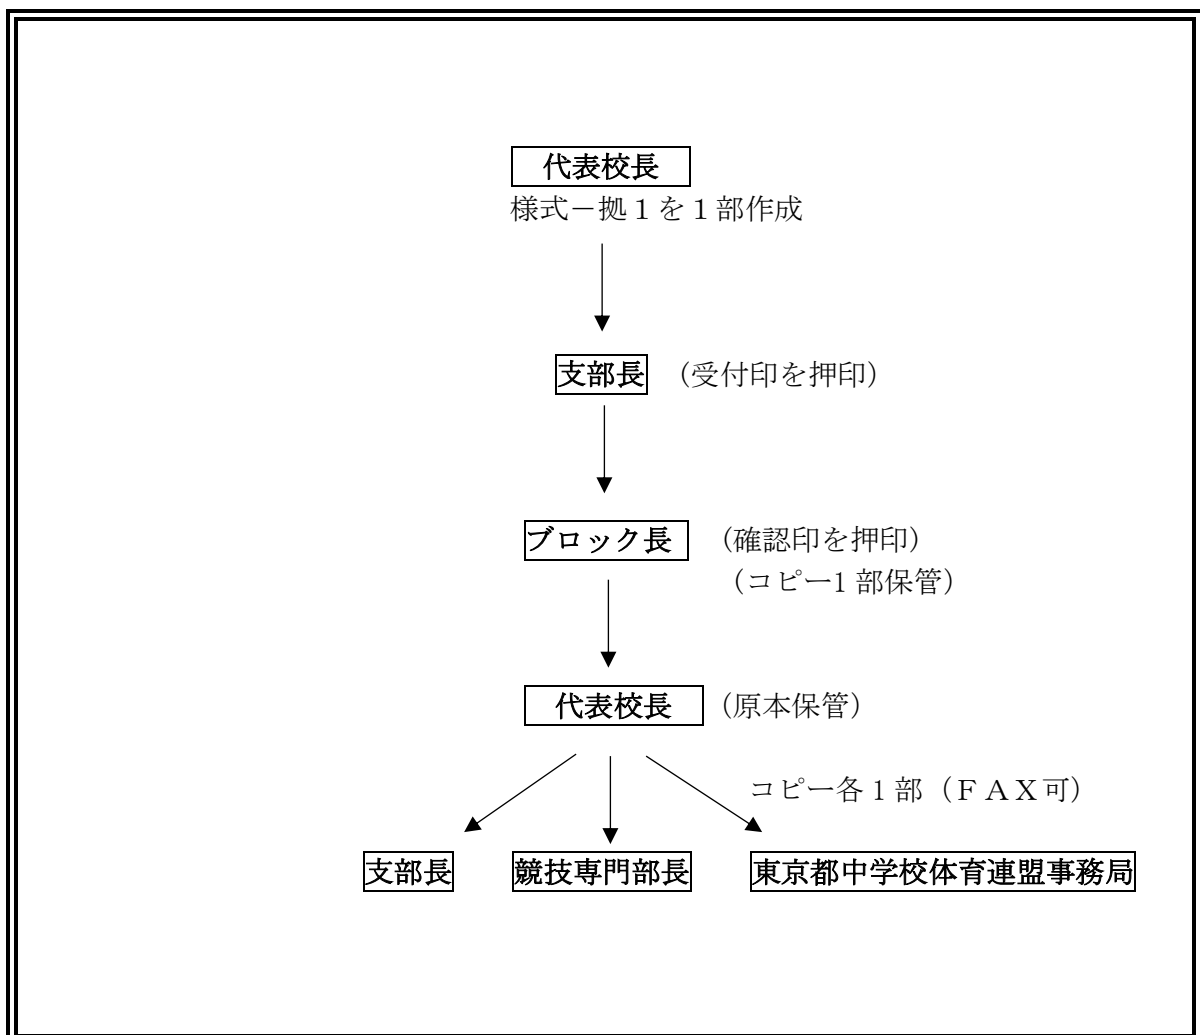 代表校長
様式－拠１を１部作成
支部長 （受付印を押印）
ブロック長 （確認印を押印）
（コピー1 部保管）
代表校長 （原本保管）
コピー各１部（ＦＡＸ可）
支部長 競技専門部長 東京都中学校体育連盟事務局